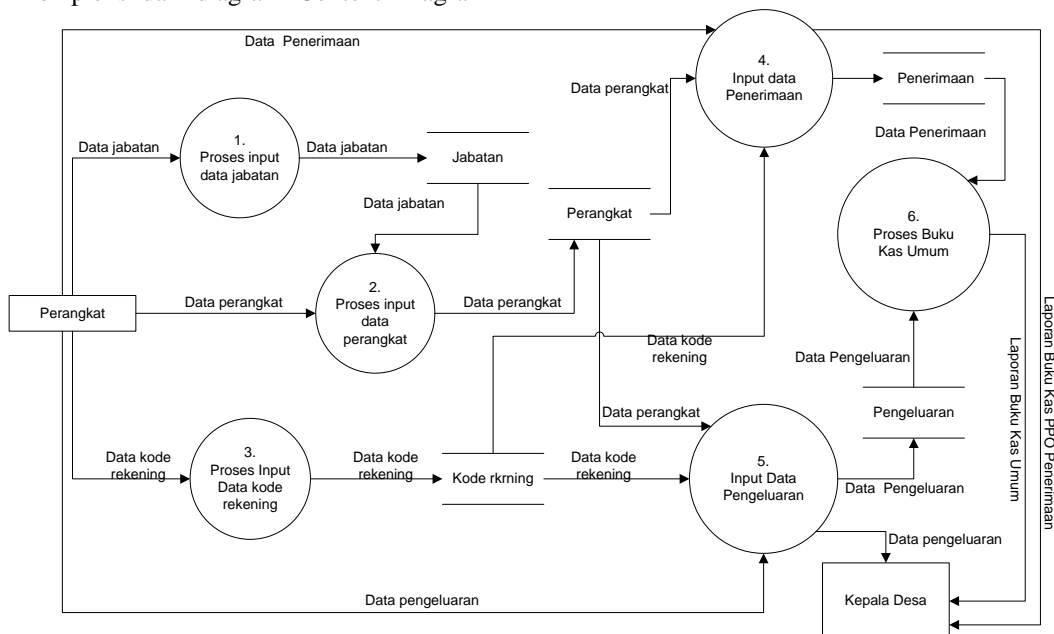 dari diagram Context Diagram
Data Penerimaan
4.
Input data
Penerimaan
Penerimaan
Data perangkat
Data Penerimaan
Data jabatan
1.
Proses input
data jabatan
Data jabatan
Jabatan
Data jabatan
Perangkat
6.
Proses Buku
Kas Umum
Perangkat
Data perangkat
2.
Proses input
data
perangkat
Data perangkat
Data kode
rekening
Data Pengeluaran
Laporan Buku Kas Umum
Laporan Buku Kas PPO Penerimaan
Data perangkat
Pengeluaran
Data kode
rekening
3.
Proses Input
Data kode
rekening
Data kode
rekening
Kode rkrning
Data kode
rekening
5.
Input Data
Pengeluaran
Data Pengeluaran
Data pengeluaran
Data pengeluaran
Kepala Desa